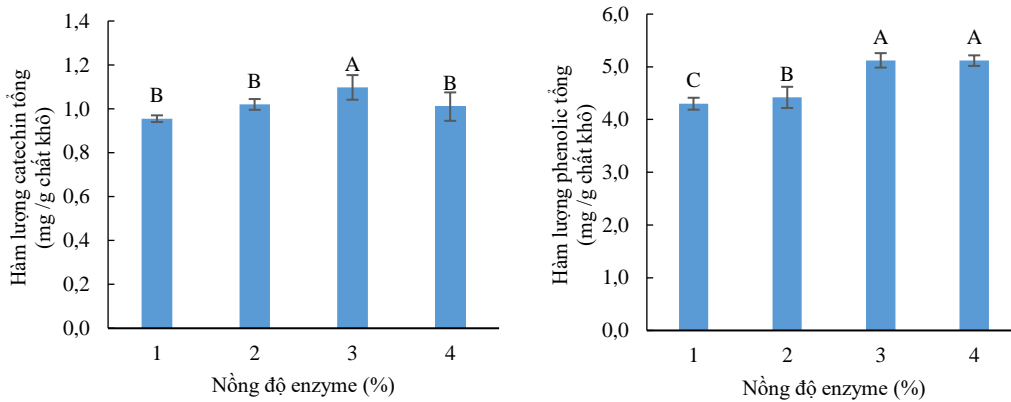 Hàm lượng catechin tổng
(mg /g chất khô)
1,4
1,2
1,0
0,8
0,6
0,4
0,2
0,0
B
B
A
B
1
2
3
4
Nồng độ enzyme (%)
Hàm lượng phenolic tổng
(mg /g chất khô)
6,0
5,0
4,0
3,0
2,0
1,0
0,0
C
B
A
A
1
2
3
4
Nồng độ enzyme (%)